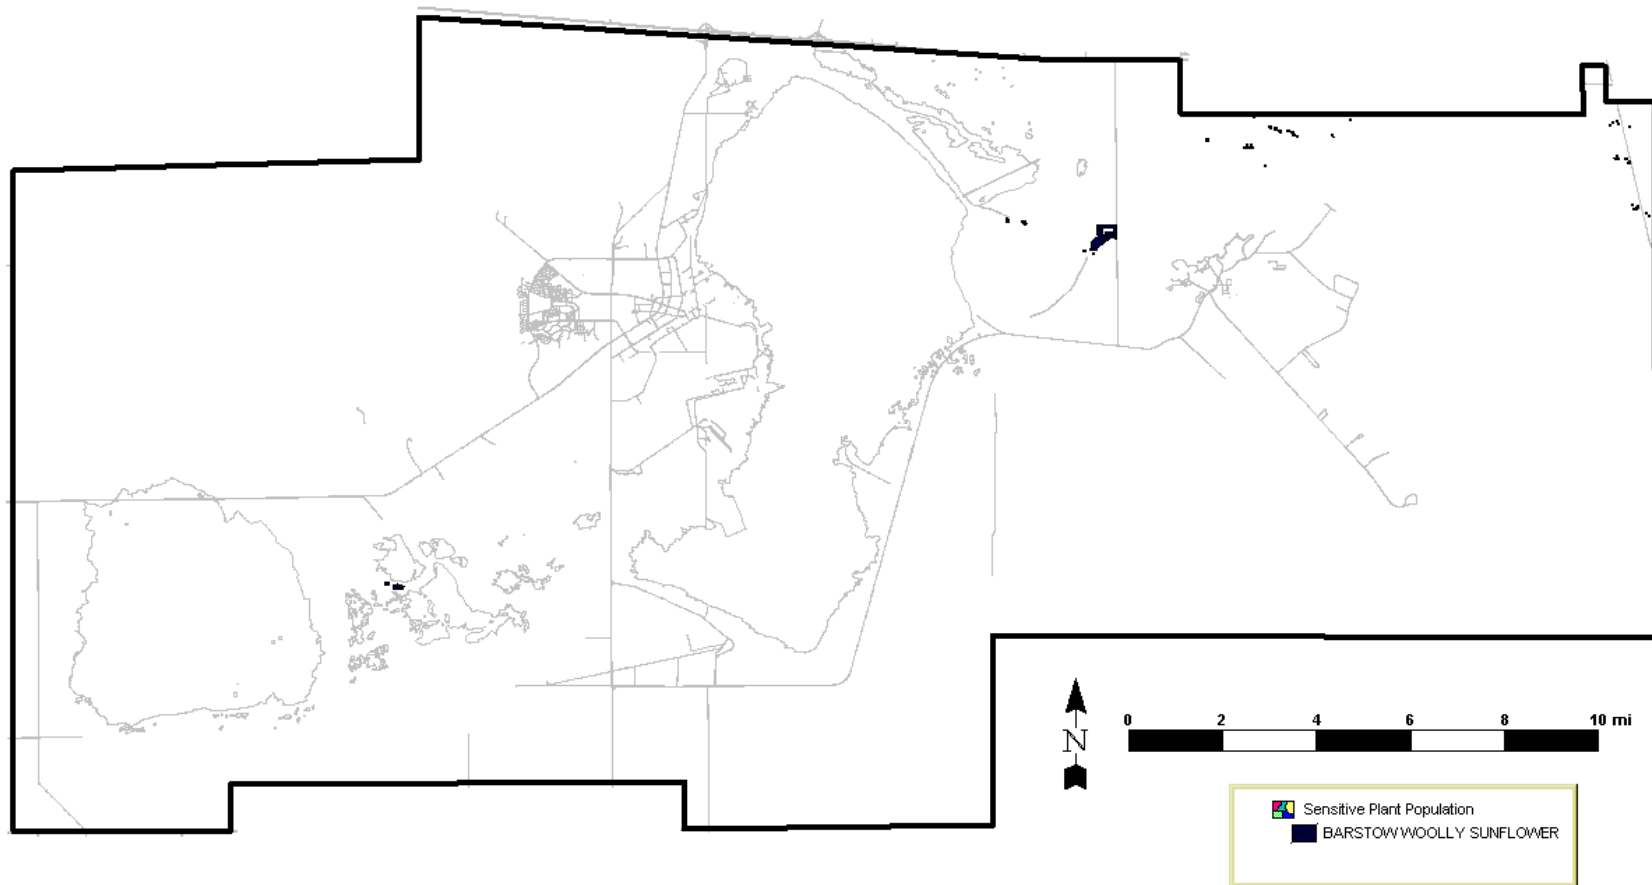 0 2 4 6 8 10 mi
N
Sensitive Plant Population
BARSTOW WOOLLY SUNFLOWER